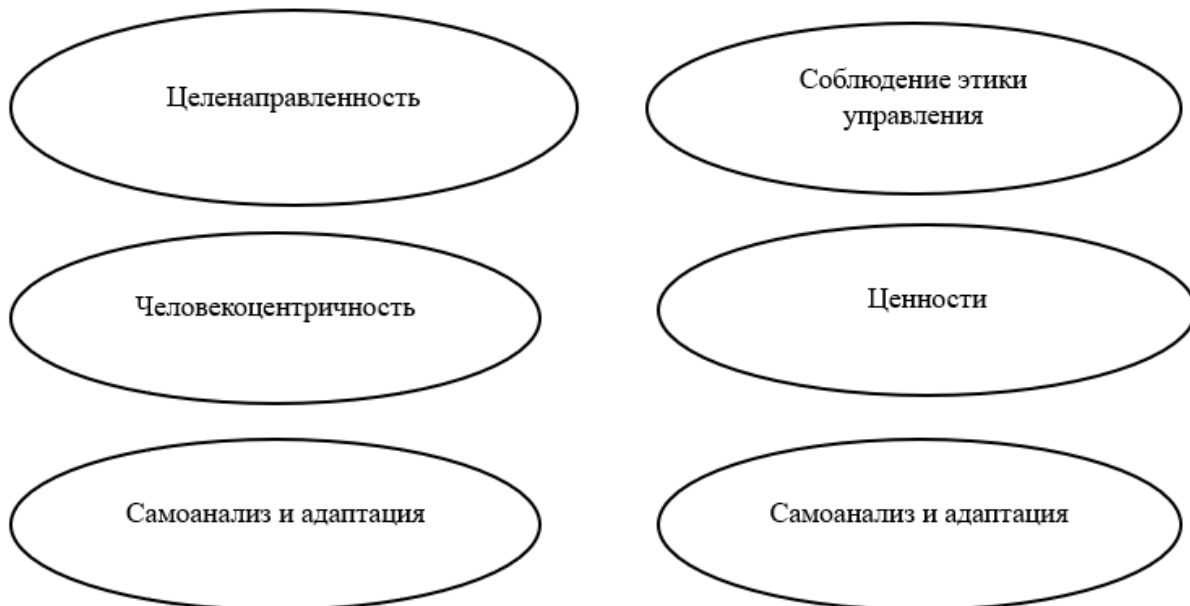 Целенаправленность
Соблюдение этики
управления
Человекоцентричность
Ценности
Самоанализ и адаптация
Самоанализ и адаптация